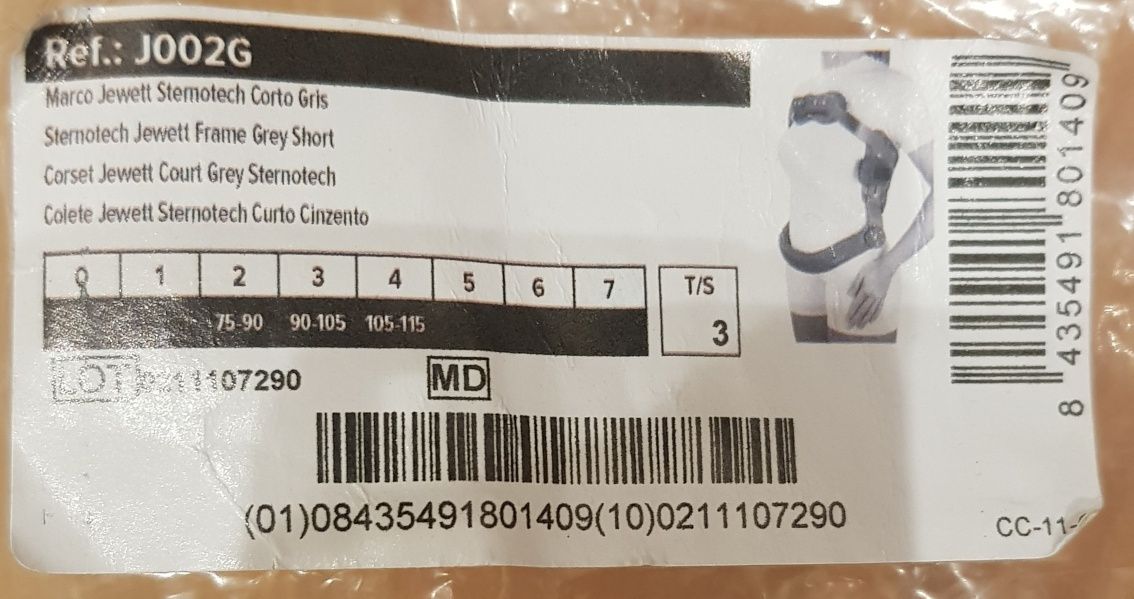 Ref.: J002G
Marco Jewett Sternotech Corto Gris
Sternotech Jewett Frame Grey Short
Corset Jewett Court Grey Sternotech
Colete Jewett Sternotech Curto Cinzento
0 1 2 3 4 5 6 7
75-90 90-105 105-115
T/S
3
LOT 0211107290
MD
(01)08435491801409(10)0211107290
8 435491 801409
CC-11-